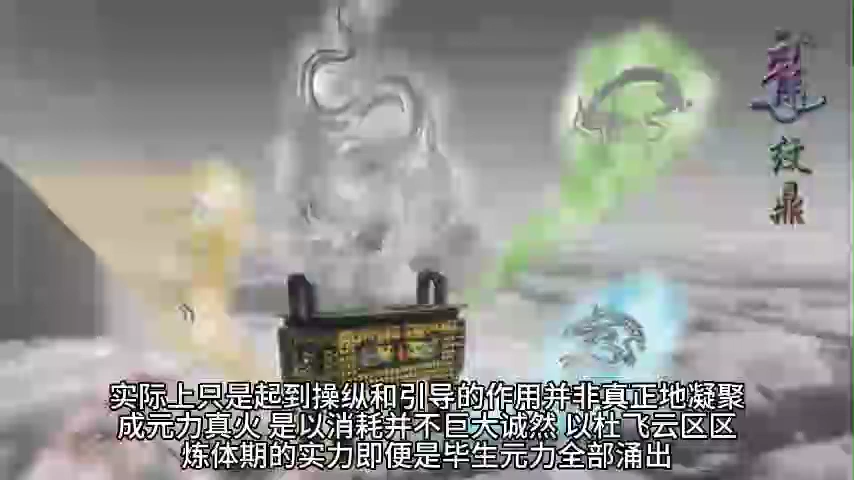 龍
纹
鼎
实际上只是起到操纵和引导的作用并非真正地凝聚
成元力真火 是以消耗并不巨大诚然 以杜飞云区区
炼体期的实力即便是毕生元力全部涌出